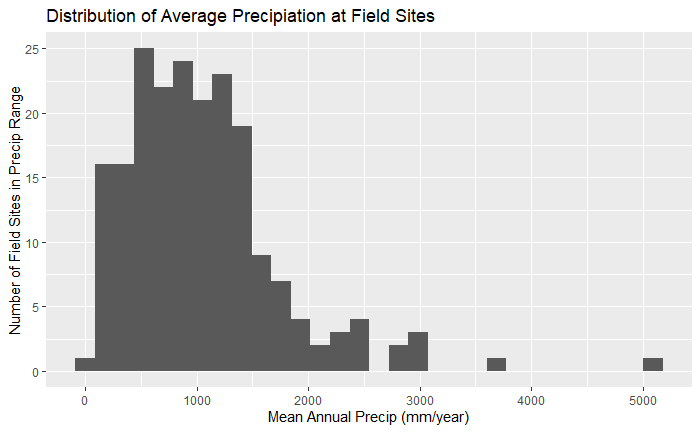 Distribution of Average Precipiation at Field Sites
25
20
15
10
5
0
Number of Field Sites in Precip Range
0 1000 2000 3000 4000 5000
Mean Annual Precip (mm/year)